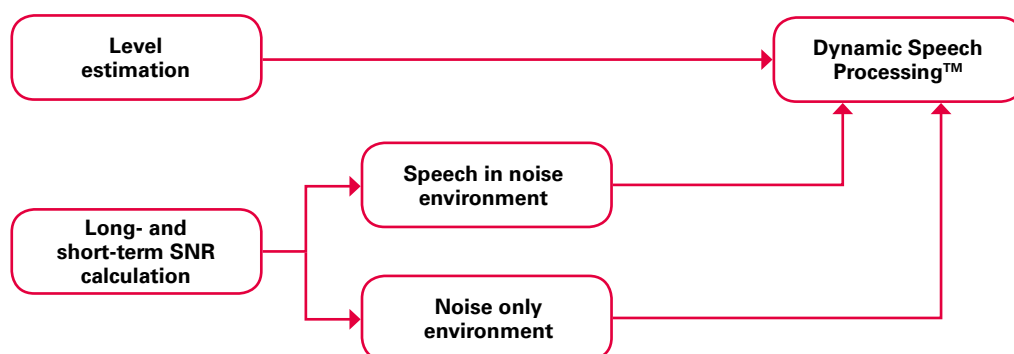 Level
estimation
Dynamic Speech
Processing™
Speech in noise
environment
Long- and
short-term SNR
calculation
Noise only
environment